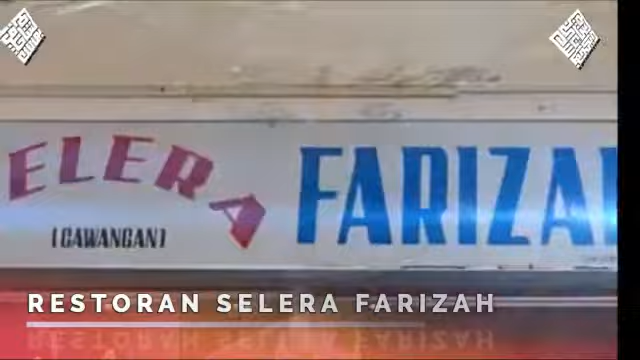 ELERA
FARIZA
(CAWANGAN)
RESTORAN SELERA FARIZAH